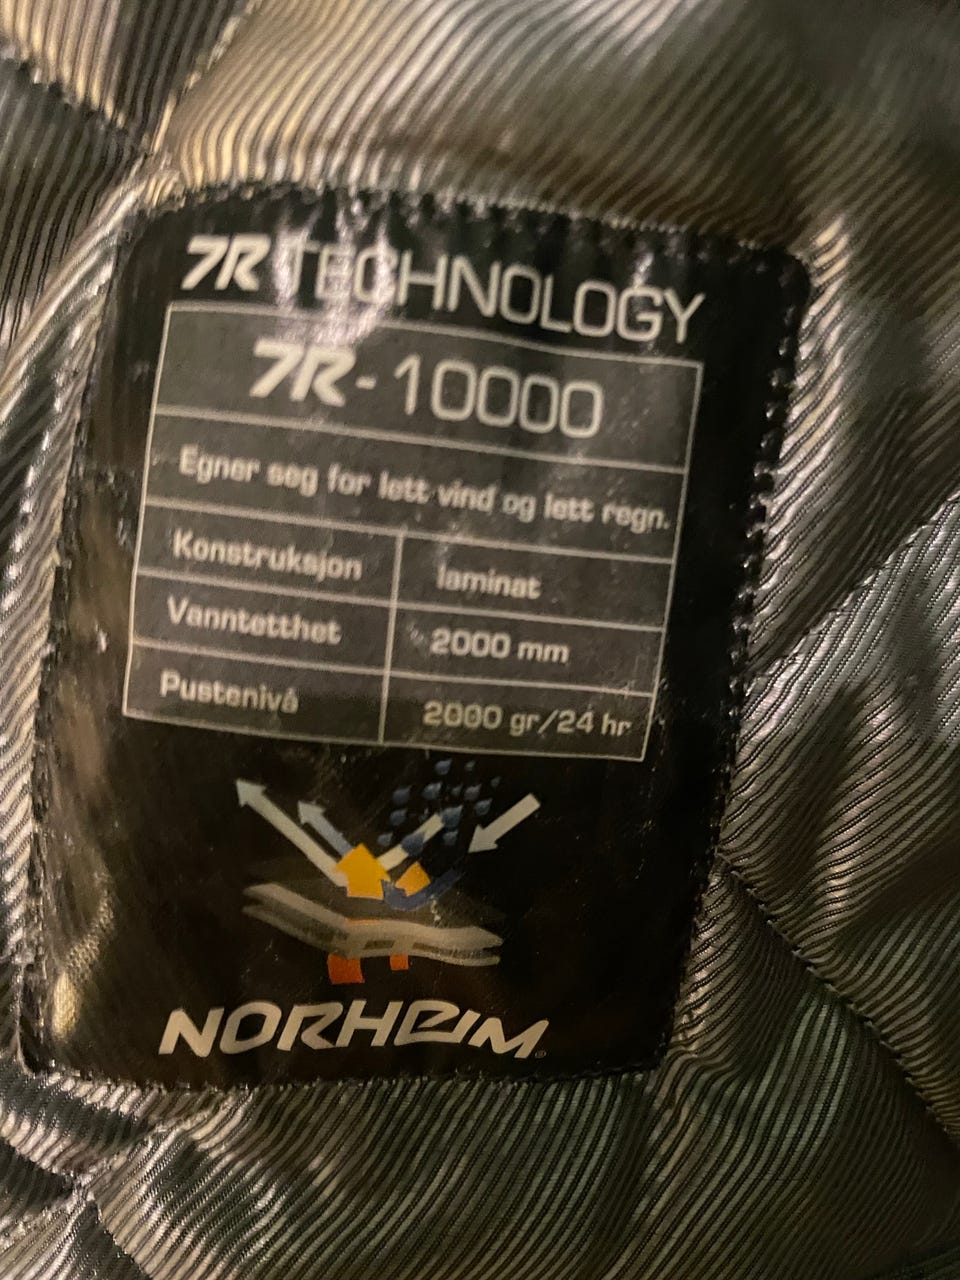 7R TECHNOLOGY
7R-10000
Egner seg for lett vind og lett regn.
Konstruksjon laminat
Vanntetthet 2000 mm
Pustenivå 2000 gr/24 hr
NORHEIM